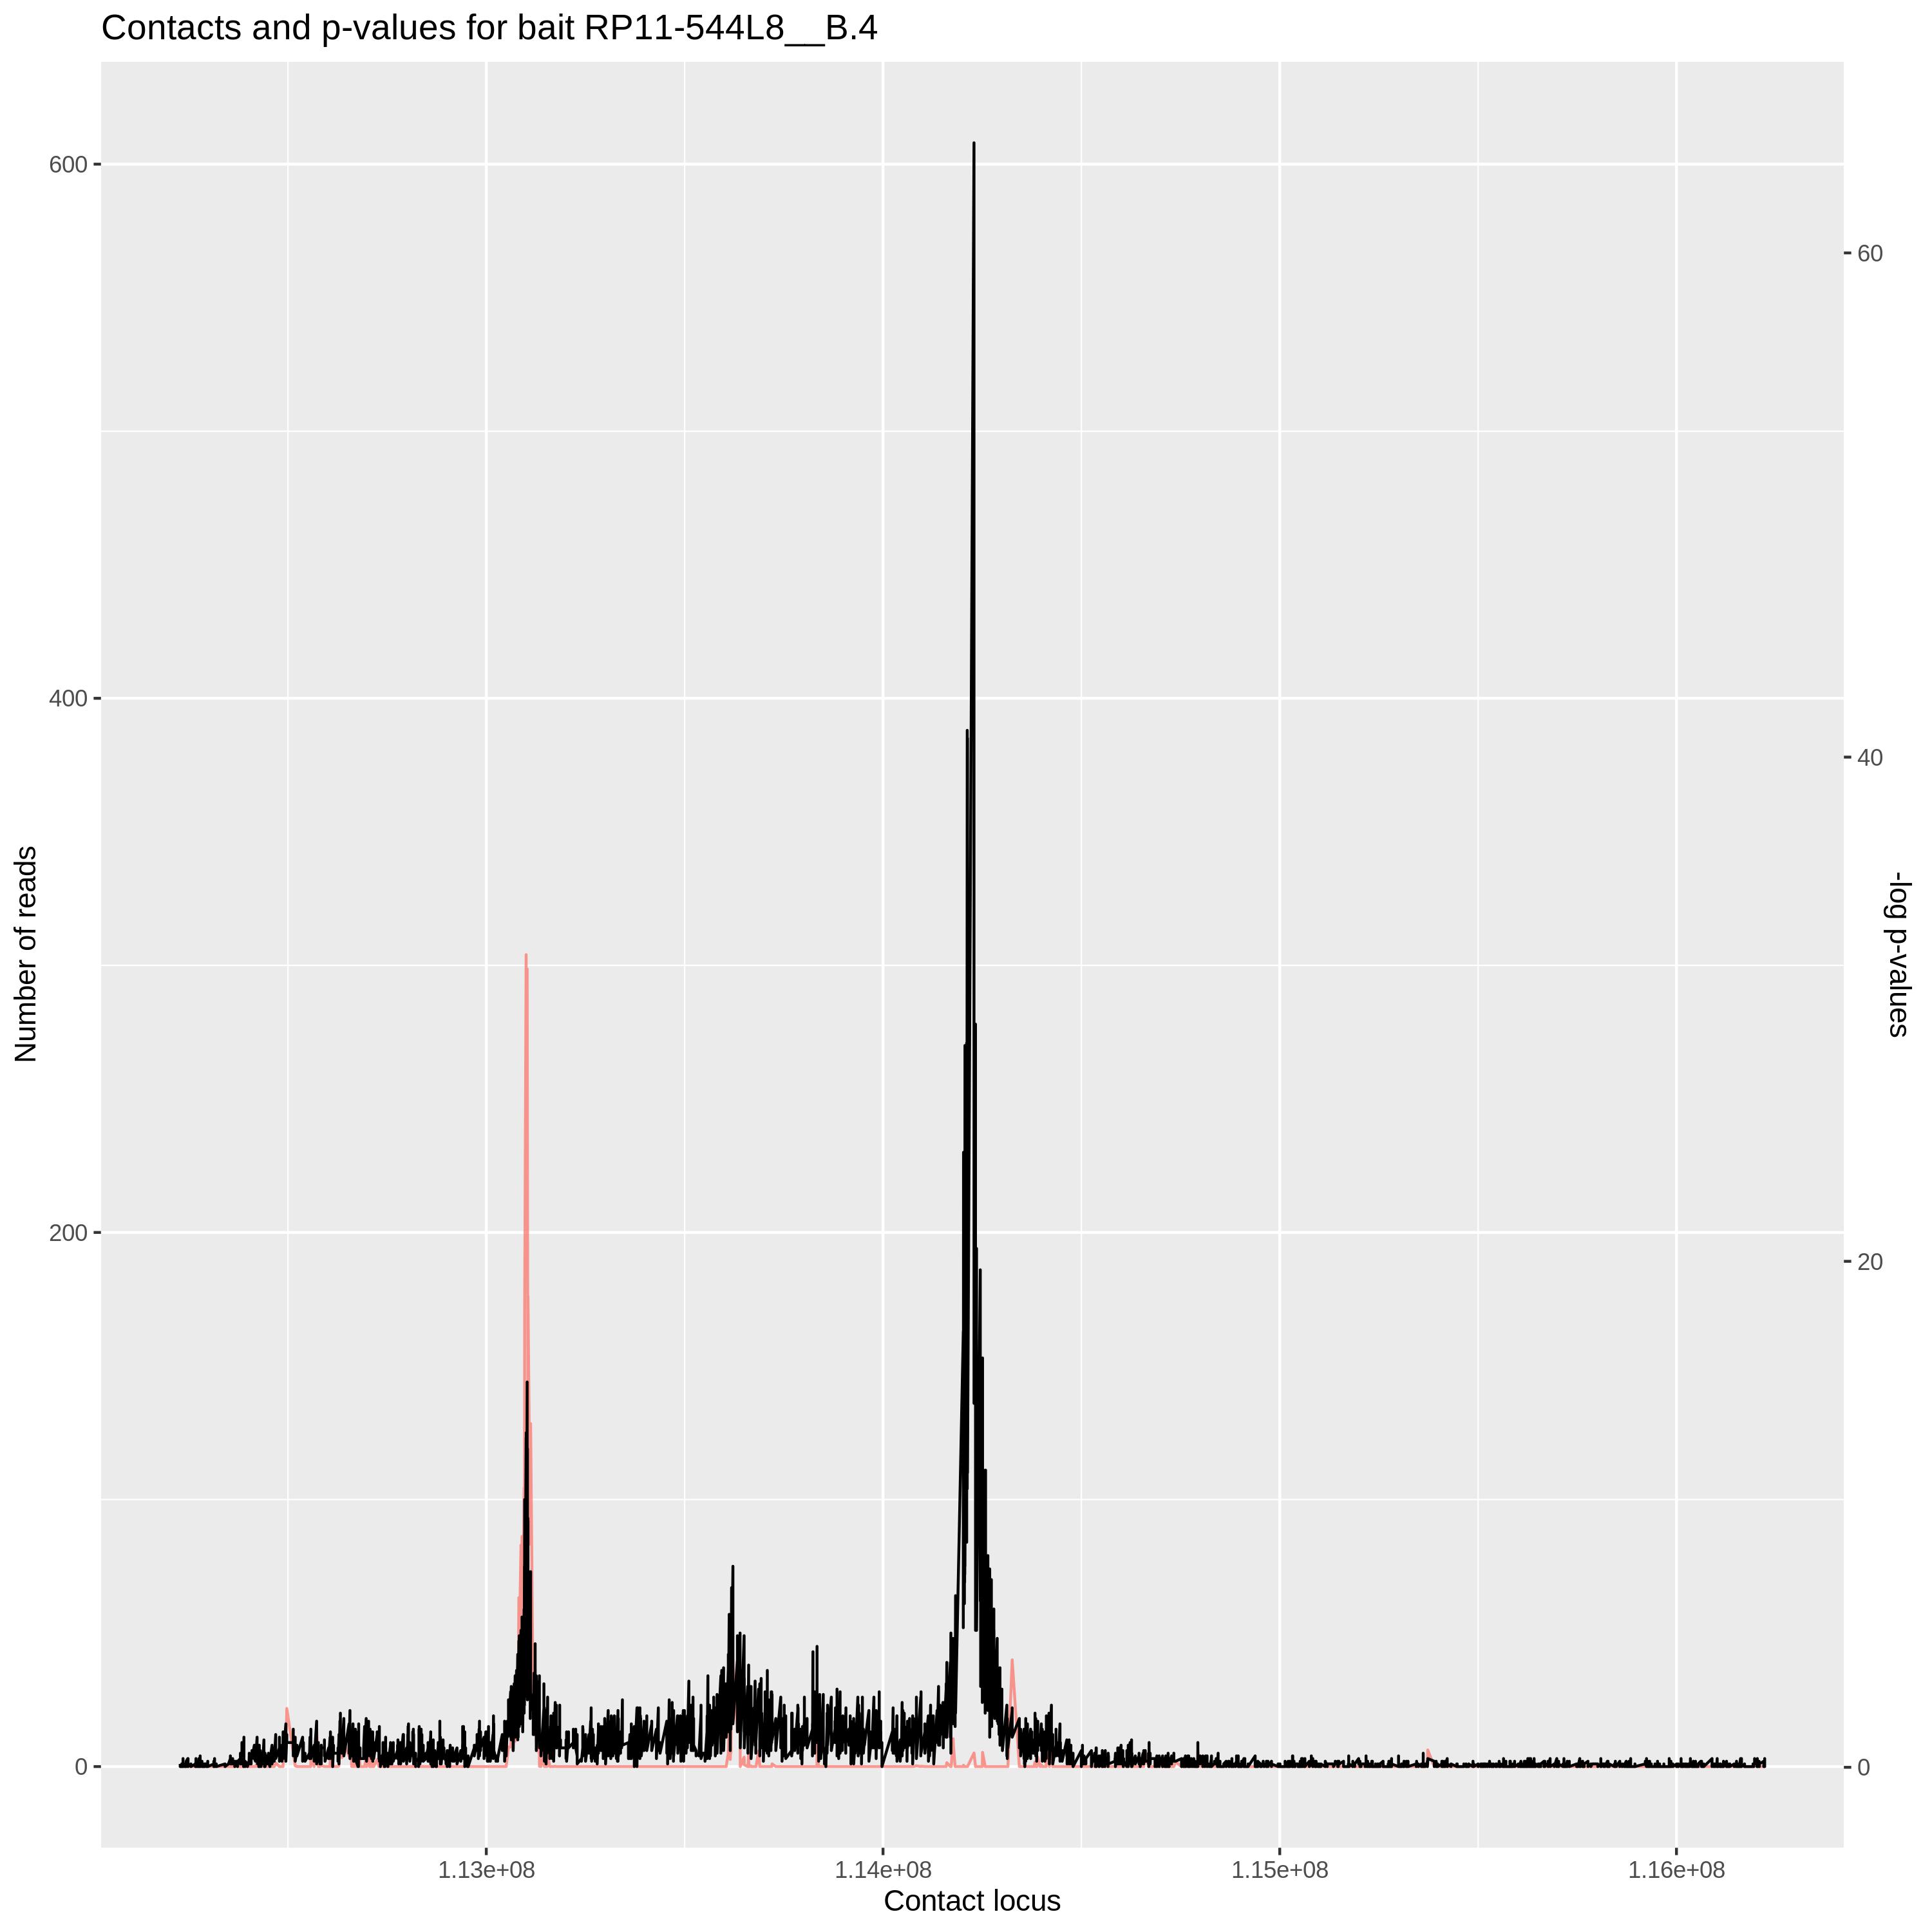 Contacts and p-values for bait RP11-544L8__B.4
600
400
200
0
60
40
20
0
Number of reads
-log p-values
1.13e+08
1.14e+08
1.15e+08
1.16e+08
Contact locus